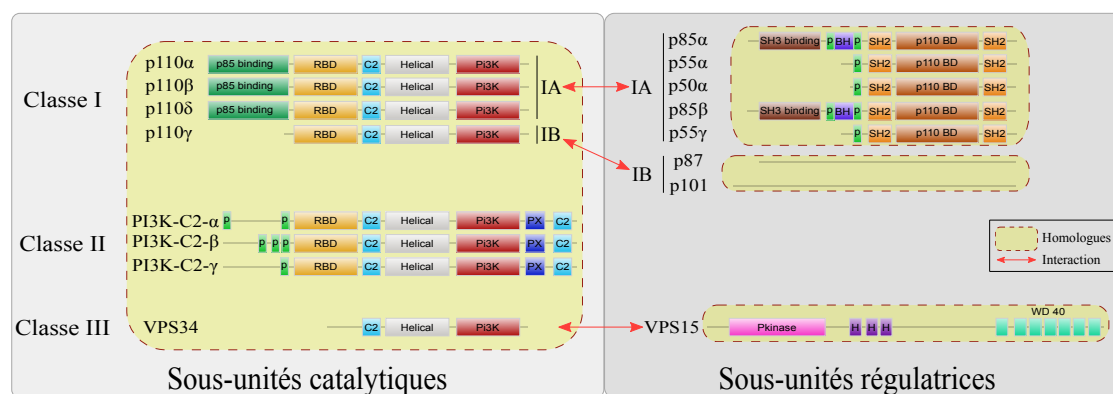 Classe I
p110α p85 binding RBD C2 Helical Pi3K
p110β p85 binding RBD C2 Helical Pi3K
p110δ p85 binding RBD C2 Helical Pi3K
p110γ RBD C2 Helical Pi3K
IA
IB
Classe II
PI3K-C2-α P P RBD C2 Helical Pi3K PX C2
PI3K-C2-β P P P RBD C2 Helical Pi3K PX C2
PI3K-C2-γ P RBD C2 Helical Pi3K PX C2
Classe III VPS34 C2 Helical Pi3K
Sous-unités catalytiques
IA
p85α SH3 binding P BH P SH2 p110 BD SH2
p55α P SH2 p110 BD SH2
p50α P SH2 p110 BD SH2
p85β SH3 binding P BH P SH2 p110 BD SH2
p55γ P SH2 p110 BD SH2
IB
p87
p101
Homologues
Interaction
WD 40
VPS15 Pkinase H H H
Sous-unités régulatrices